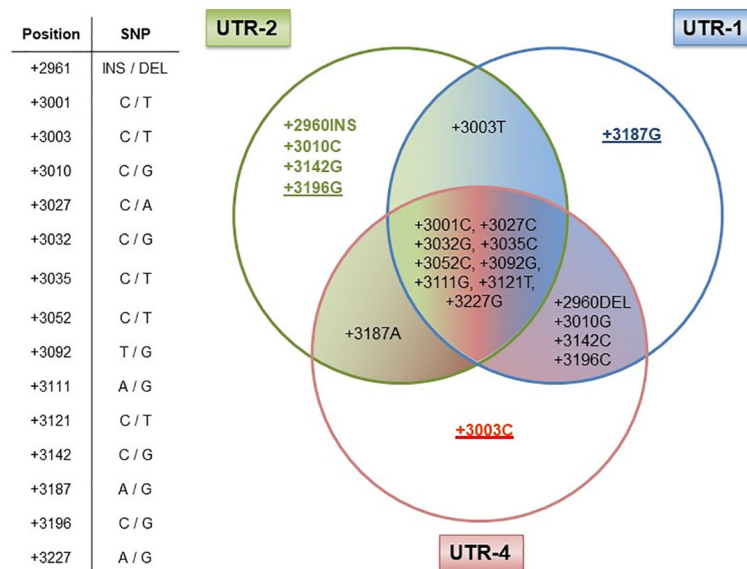 Position SNP
+2961 INS / DEL
+3001 C / T
+3003 C / T
+3010 C / G
+3027 C / A
+3032 C / G
+3035 C / T
+3052 C / T
+3092 T / G
+3111 A / G
+3121 C / T
+3142 C / G
+3187 A / G
+3196 C / G
+3227 A / G
UTR-2
UTR-1
+2960INS
+3010C
+3142G
+3196G
+3003T
+3187G
+3001C, +3027C
+3032G, +3035C
+3052C, +3092G,
+3111G, +3121T,
+3227G
+3187A
+2960DEL
+3010G
+3142C
+3196C
+3003C
UTR-4